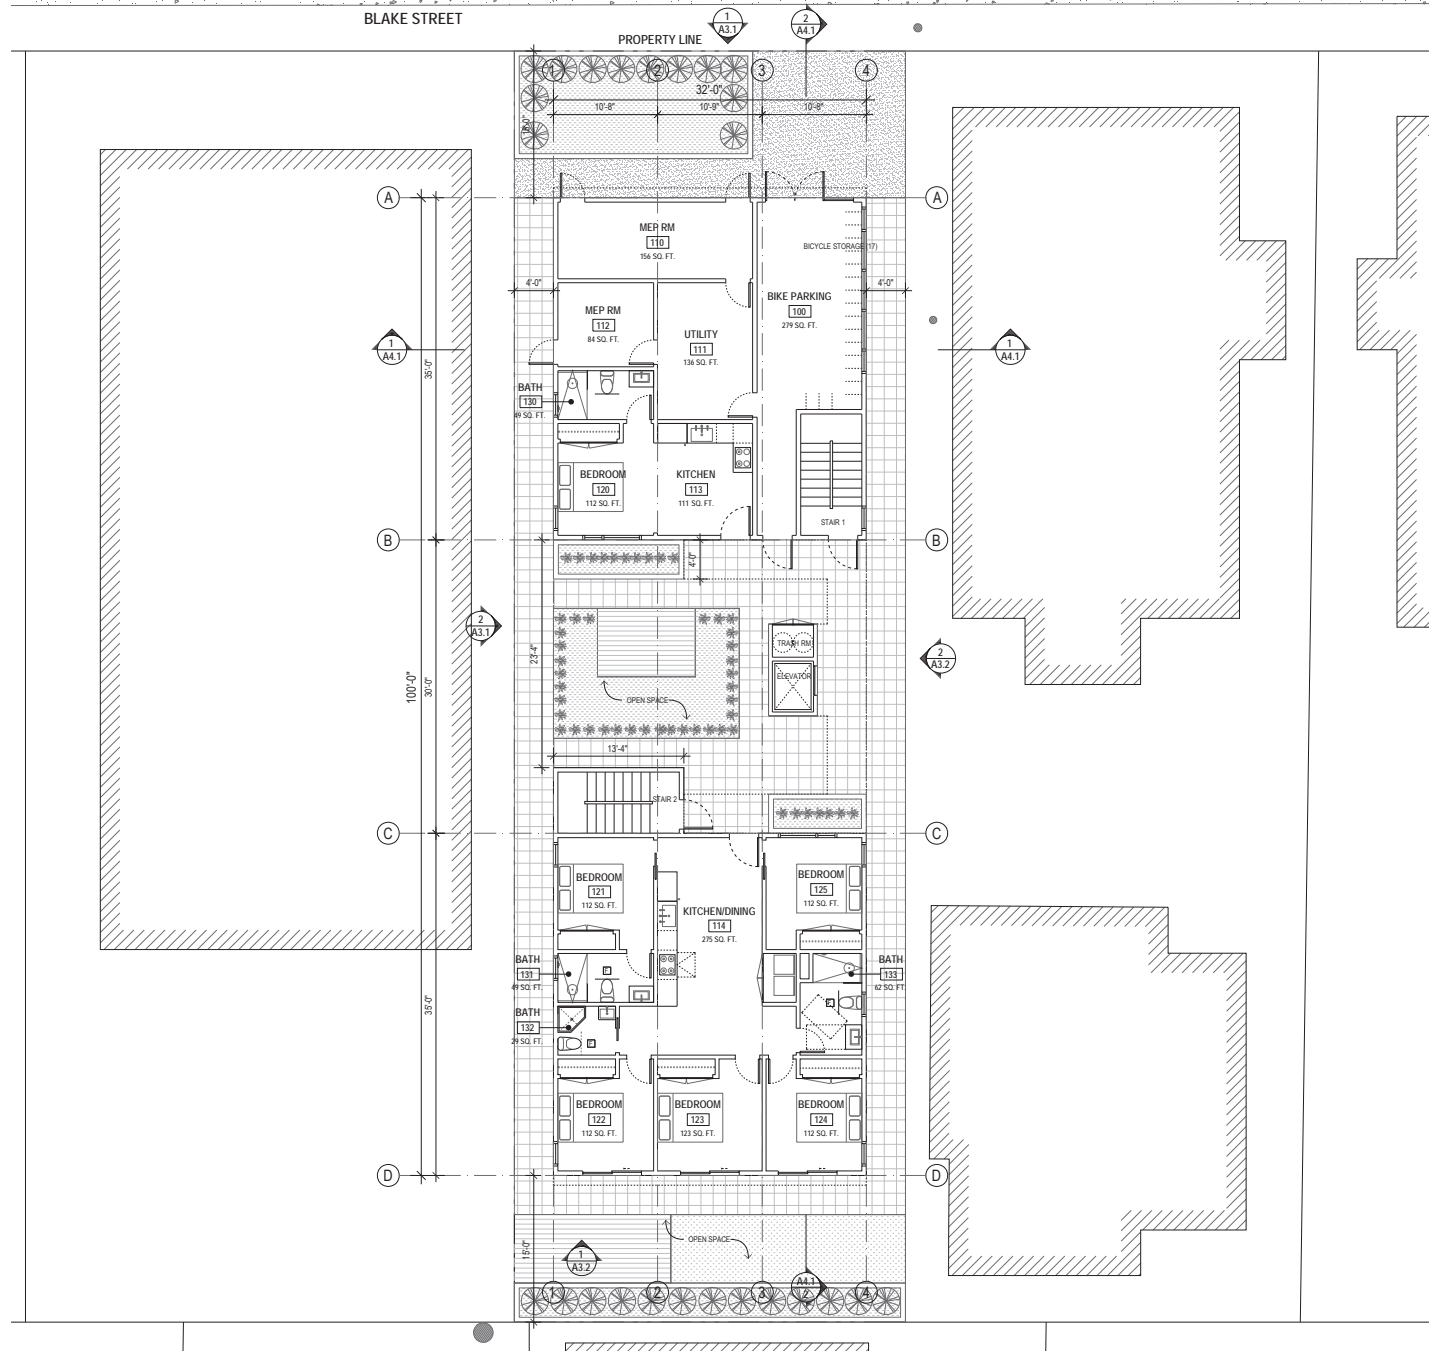 BLAKE STREET
1
A3.1
2
A4.1
PROPERTY LINE
1
2
3
4
32'-0"
10'-8"
10'-9"
10'-8"
A
A
MEP RM
110
156 SQ. FT.
BICYCLE STORAGE (17)
4'-0"
4'-0"
BIKE PARKING
100
279 SQ. FT.
MEP RM
112
84 SQ. FT.
UTILITY
111
136 SQ. FT.
1
A4.1
1
A4.1
35'-0"
BATH
130
49 SQ. FT.
BEDROOM
120
112 SQ. FT.
KITCHEN
113
111 SQ. FT.
STAIR 1
B
B
4'-0"
2
A3.1
23'-4"
TRASH RM
2
A3.2
ELEVATOR
100'-0"
30'-0"
OPEN SPACE
13'-4"
STAIR 2
C
C
BEDROOM
121
112 SQ. FT.
BEDROOM
125
112 SQ. FT.
KITCHEN/DINING
114
275 SQ. FT.
BATH
131
49 SQ. FT.
F
BATH
133
62 SQ. FT.
35'-0"
BATH
132
29 SQ. FT.
F
F
BEDROOM
122
112 SQ. FT.
BEDROOM
123
123 SQ. FT.
BEDROOM
124
112 SQ. FT.
D
D
15'-0"
OPEN SPACE
1
A3.2
A4.1
2
1
2
3
4